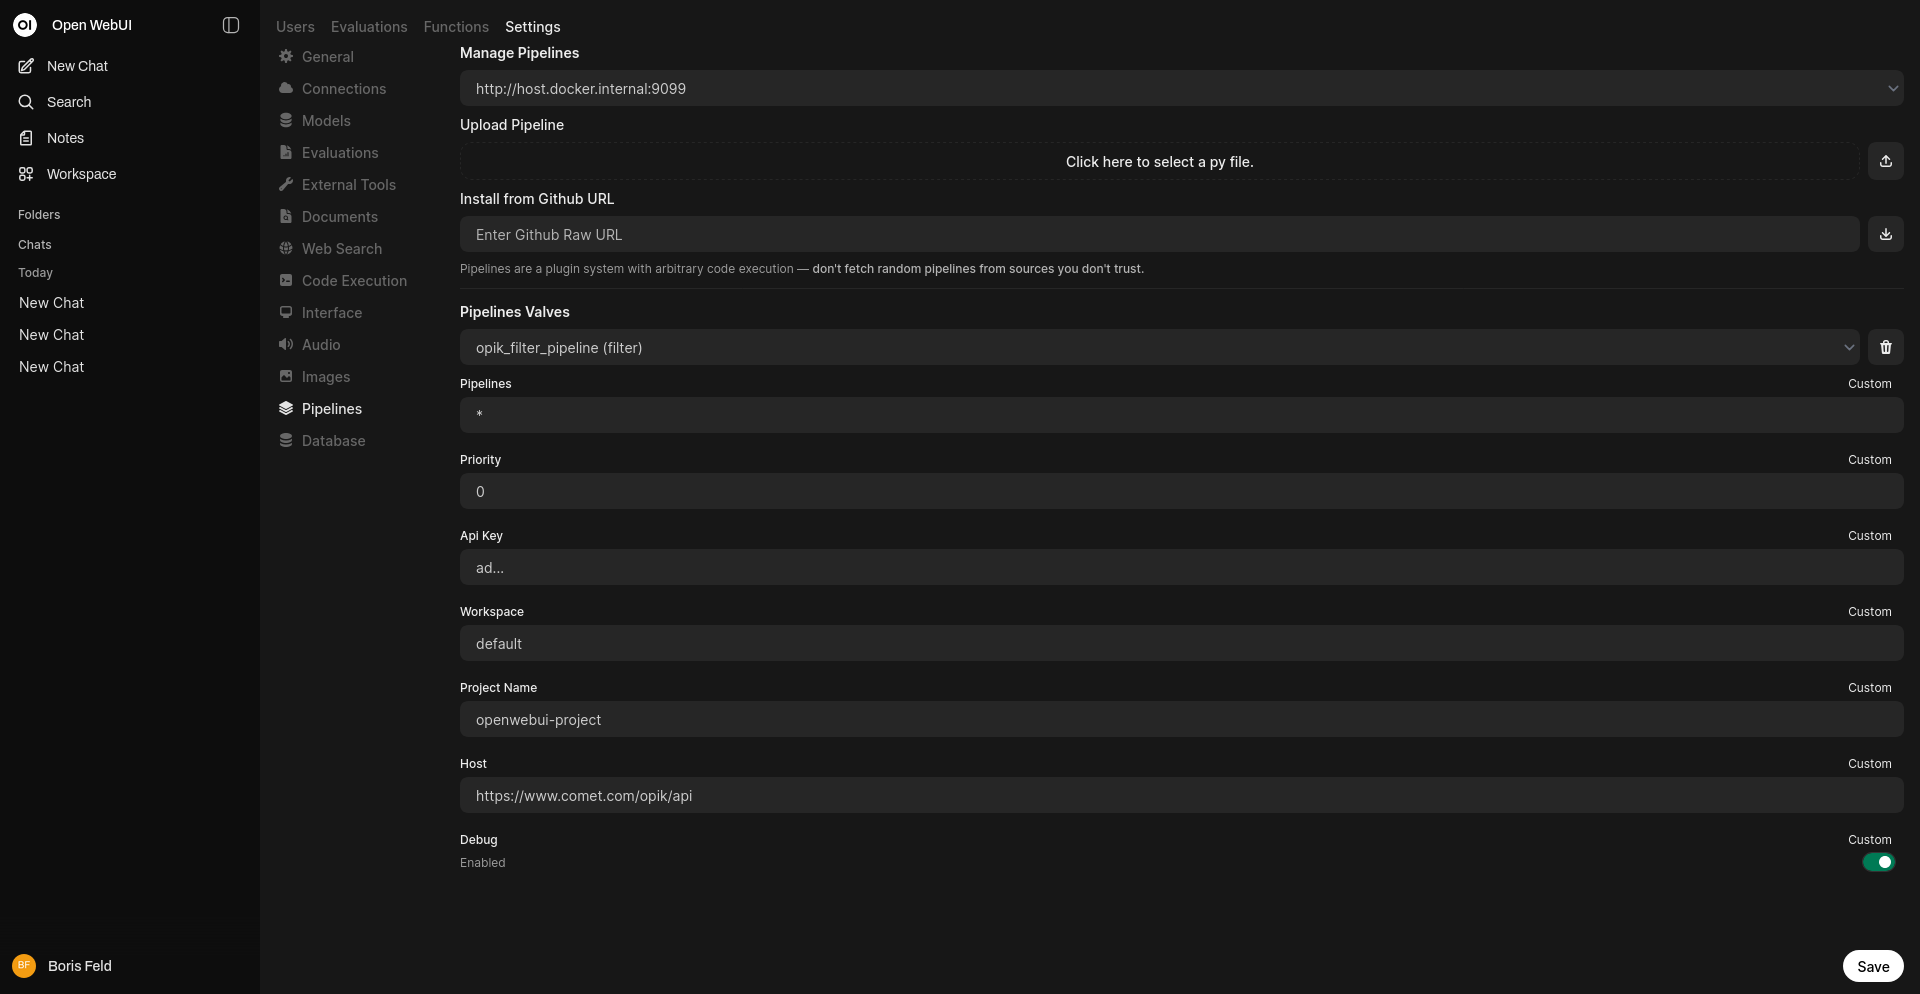 OI
Open WebUI
New Chat
Search
Notes
Workspace
Folders
Chats
Today
New Chat
New Chat
New Chat
BF
Boris Feld
Users
Evaluations
Functions
Settings
General
Connections
Models
Evaluations
External Tools
Documents
Web Search
Code Execution
Interface
Audio
Images
Pipelines
Database
Manage Pipelines
http://host.docker.internal:9099
Upload Pipeline
Click here to select a py file.
Install from Github URL
Enter Github Raw URL
Pipelines are a plugin system with arbitrary code execution — don't fetch random pipelines from sources you don't trust.
Pipelines Valves
opik_filter_pipeline (filter)
Pipelines
Custom
*
Priority
Custom
0
Api Key
Custom
ad...
Workspace
Custom
default
Project Name
Custom
openwebui-project
Host
Custom
https://www.comet.com/opik/api
Debug
Custom
Enabled
Save